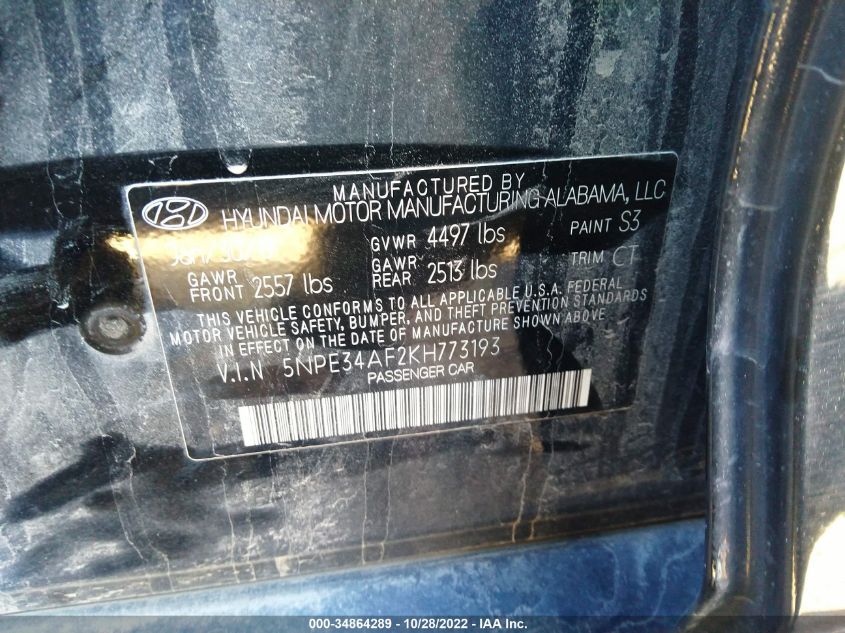 MANUFACTURED BY
HYUNDAI MOTOR MANUFACTURING ALABAMA, LLC
GVWR 4497 lbs PAINT S3
GAWR FRONT 2557 lbs GAWR REAR 2513 lbs TRIM CT
THIS VEHICLE CONFORMS TO ALL APPLICABLE U.S.A. FEDERAL
MOTOR VEHICLE SAFETY, BUMPER, AND THEFT PREVENTION STANDARDS
IN EFFECT ON THE DATE OF MANUFACTURE SHOWN ABOVE
V.I.N 5NPE34AF2KH773193
PASSENGER CAR
000-34864289 - 10/28/2022 - IAA Inc.